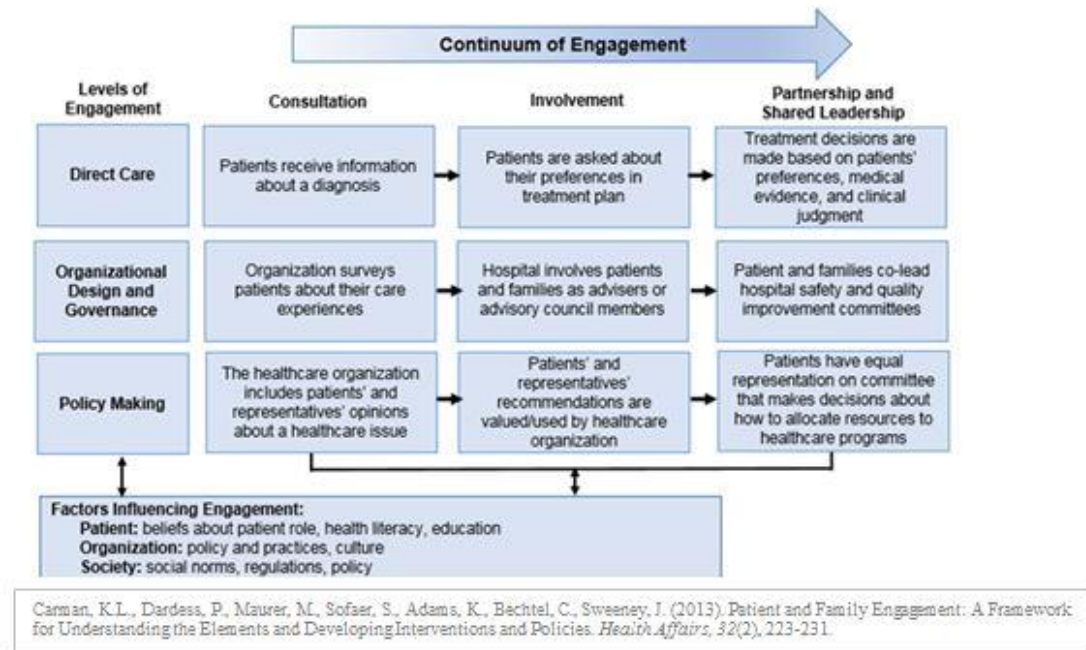 Continuum of Engagement
Levels of
Engagement
Consultation
Involvement
Partnership and
Shared Leadership
Direct Care
Patients receive information
about a diagnosis
Patients are asked about
their preferences in
treatment plan
Treatment decisions are
made based on patients'
preferences, medical
evidence, and clinical
judgment
Organizational
Design and
Governance
Organization surveys
patients about their care
experiences
Hospital involves patients
and families as advisers or
advisory council members
Patient and families co-lead
hospital safety and quality
improvement committees
Policy Making
The healthcare organization
includes patients' and
representatives' opinions
about a healthcare issue
Patients' and
representatives'
recommendations are
valued/used by healthcare
organization
Patients have equal
representation on committee
that makes decisions about
how to allocate resources to
healthcare programs
Factors Influencing Engagement:
Patient: beliefs about patient role, health literacy, education
Organization: policy and practices, culture
Society: social norms, regulations, policy
Carman, K.L., Dardess, P., Maurer, M., Sofaer, S., Adams, K., Bechtel, C., Sweeney, J. (2013). Patient and Family Engagement: A Framework
for Understanding the Elements and Developing Interventions and Policies. Health Affairs, 32(2), 223-231.